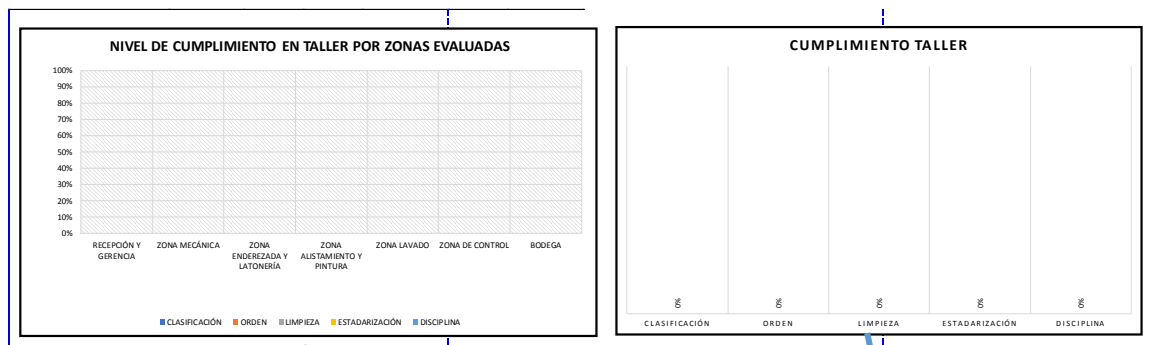 NIVEL DE CUMPLIMIENTO EN TALLER POR ZONAS EVALUADAS
100%
90%
80%
70%
60%
50%
40%
30%
20%
10%
0%
RECEPCIÓN Y
GERENCIA
ZONA MECÁNICA
ZONA
ENDEREZADA Y
LATONERÍA
ZONA
ALISTAMIENTO Y
PINTURA
ZONA LAVADO
ZONA DE CONTROL
BODEGA
CLASIFICACIÓN ORDEN LIMPIEZA ESTADARIZACIÓN DISCIPLINA
CUMPLIMIENTO TALLER
0% 0% 0% 0% 0%
CLASIFICACIÓN ORDEN LIMPIEZA ESTADARIZACIÓN DISCIPLINA